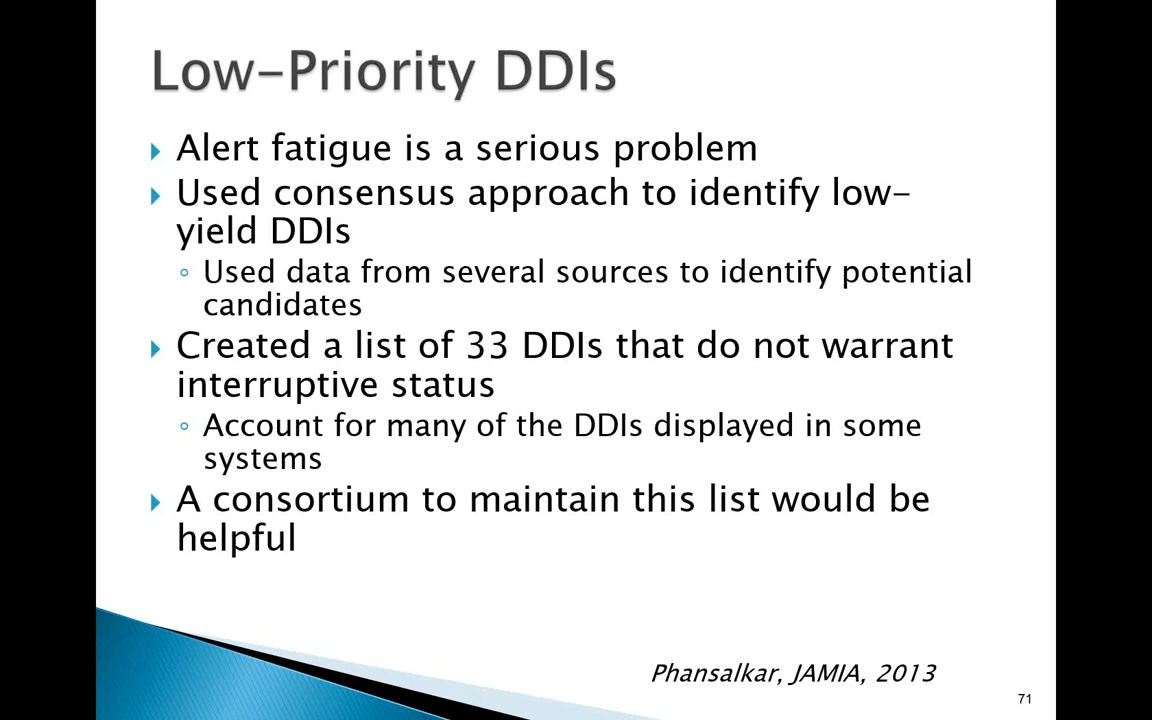 Low-Priority DDIs
Alert fatigue is a serious problem
Used consensus approach to identify low-
yield DDIs
Used data from several sources to identify potential
candidates
Created a list of 33 DDIs that do not warrant
interruptive status
Account for many of the DDIs displayed in some
systems
A consortium to maintain this list would be
helpful
Phansalkar, JAMIA, 2013
71